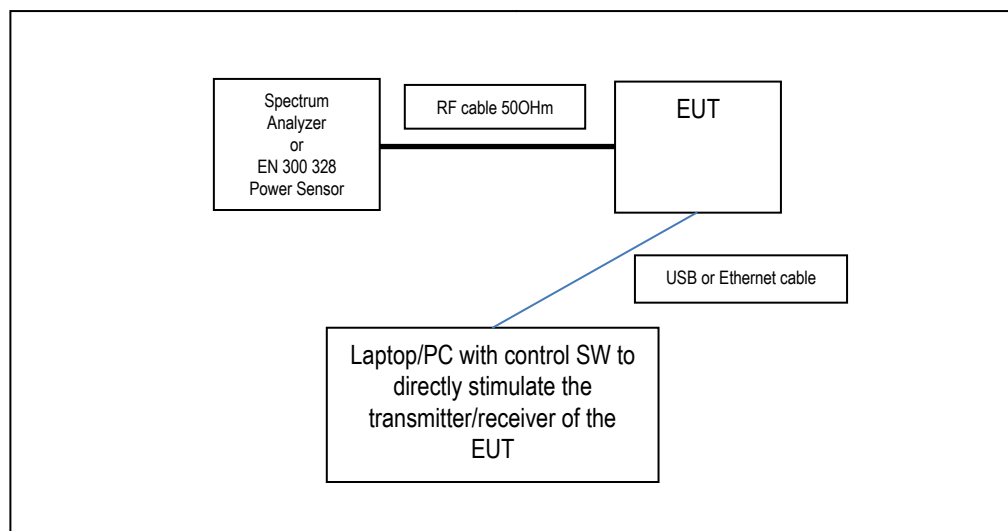 Spectrum
Analyzer
or
EN 300 328
Power Sensor
RF cable 50OHm
EUT
USB or Ethernet cable
Laptop/PC with control SW to
directly stimulate the
transmitter/receiver of the
EUT